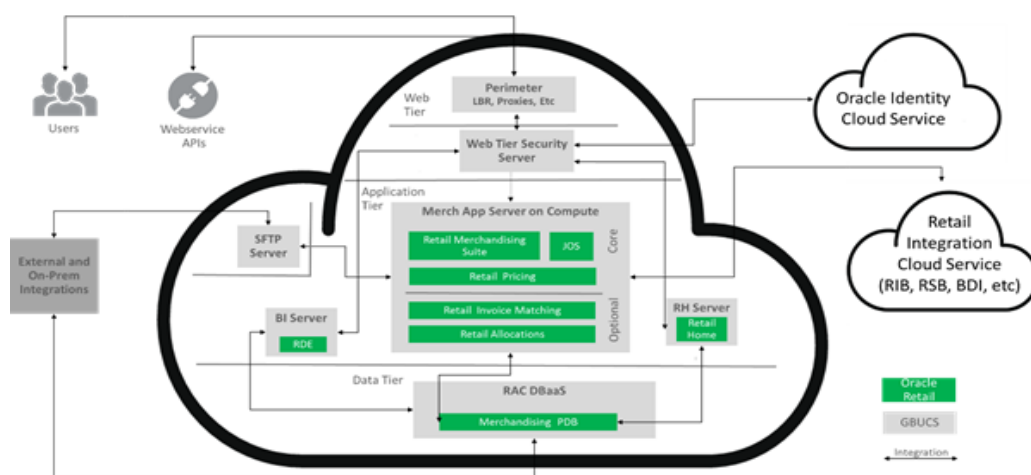 Users
Webservice
APIs
Web
Tier
Perimeter
LBR, Proxies, Etc
Web Tier Security
Server
Oracle Identity
Cloud Service
Application
Tier
Merch App Server on Compute
Retail Merchandising
Suite
JOS
Core
Retail Pricing
Retail Invoice Matching
Retail Allocations
Optional
SFTP
Server
External and
On-Prem
Integrations
Retail
Integration
Cloud Service
(RIB, RSB, BDI, etc)
BI Server
RDE
RH Server
Retail
Home
Data Tier
RAC DBaaS
Merchandising PDB
Oracle
Retail
GBUCS
Integration